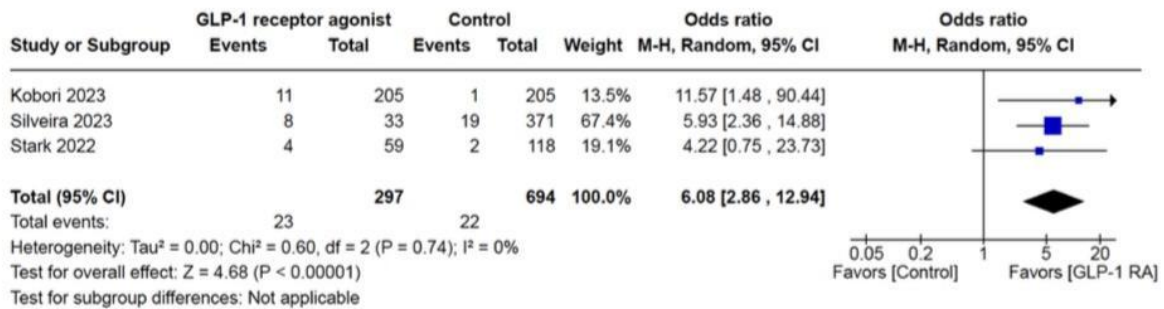 GLP-1 receptor agonist Control Odds ratio Odds ratio
Study or Subgroup Events Total Events Total Weight M-H, Random, 95% CI M-H, Random, 95% CI
Kobori 2023 11 205 1 205 13.5% 11.57 [1.48 , 90.44]
Silveira 2023 8 33 19 371 67.4% 5.93 [2.36 , 14.88]
Stark 2022 4 59 2 118 19.1% 4.22 [0.75 , 23.73]
Total (95% CI) 297 694 100.0% 6.08 [2.86 , 12.94]
Total events: 23 22
Heterogeneity: Tau² = 0.00; Chi² = 0.60, df = 2 (P = 0.74); I² = 0%
0.05 0.2 1 5 20
Test for overall effect: Z = 4.68 (P < 0.00001) Favors [Control] Favors [GLP-1 RA]
Test for subgroup differences: Not applicable